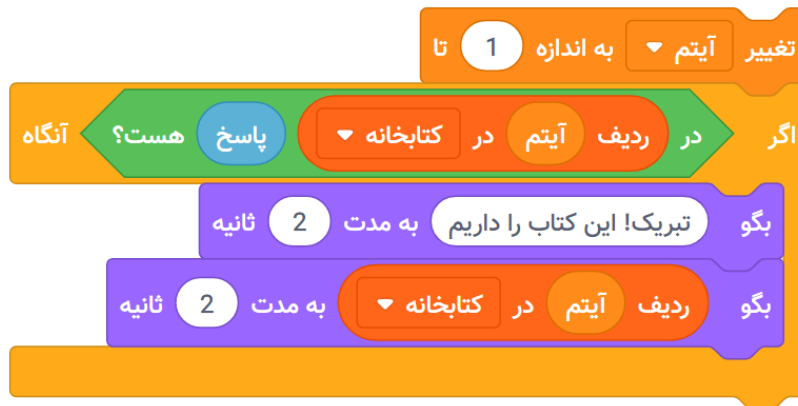 تغییر آیتم به اندازه 1 تا
اگر در ردیف آیتم در کتابخانه پاسخ هست؟ آنگاه
بگو تبریک! این کتاب را داریم به مدت 2 ثانیه
بگو ردیف آیتم در کتابخانه به مدت 2 ثانیه